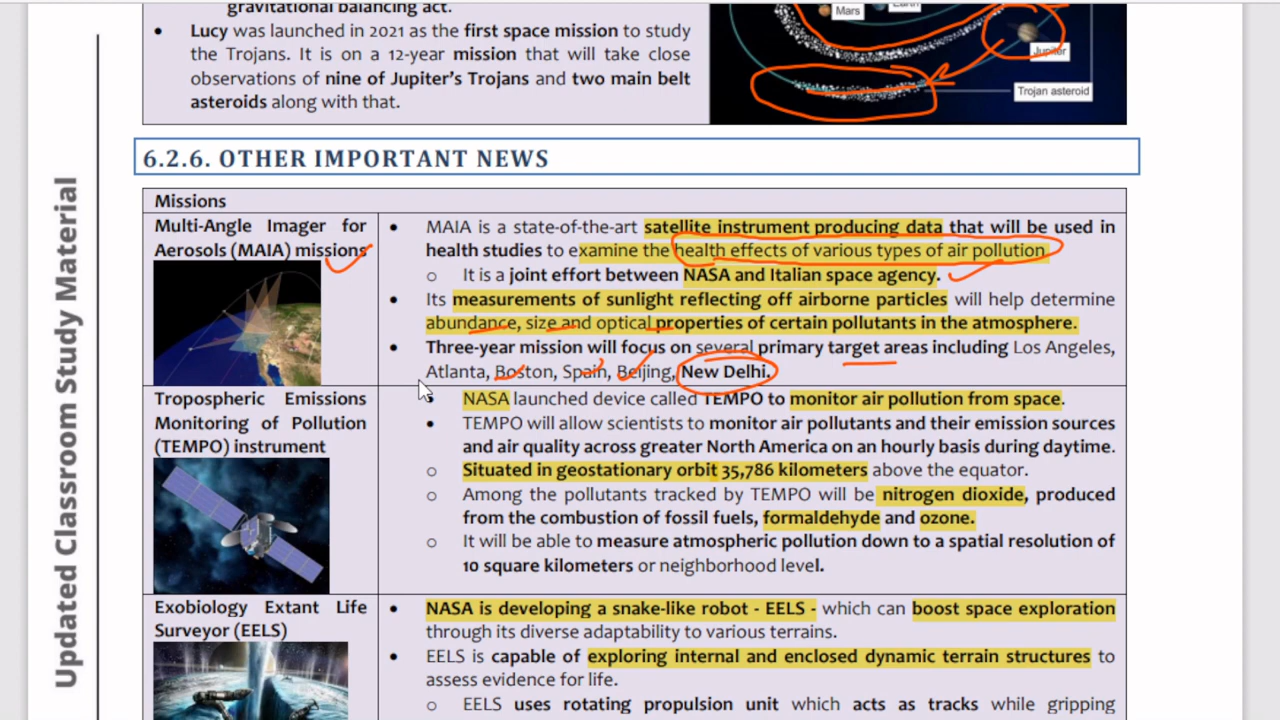 gravitational balancing act.
• Lucy was launched in 2021 as the first space mission to study
the Trojans. It is on a 12-year mission that will take close
observations of nine of Jupiter's Trojans and two main belt
asteroids along with that.
Mars
Earth
Jupiter
Trojan asteroid
Updated Classroom Study Material
6.2.6. OTHER IMPORTANT NEWS
Missions
Multi-Angle Imager for
Aerosols (MAIA) missions
• MAIA is a state-of-the-art satellite instrument producing data that will be used in
health studies to examine the health effects of various types of air pollution
o It is a joint effort between NASA and Italian space agency.
• Its measurements of sunlight reflecting off airborne particles will help determine
abundance, size and optical properties of certain pollutants in the atmosphere.
• Three-year mission will focus on several primary target areas including Los Angeles,
Atlanta, Boston, Spain, Beijing, New Delhi.
Tropospheric Emissions
Monitoring of Pollution
(TEMPO) instrument
• NASA launched device called TEMPO to monitor air pollution from space.
• TEMPO will allow scientists to monitor air pollutants and their emission sources
and air quality across greater North America on an hourly basis during daytime.
o Situated in geostationary orbit 35,786 kilometers above the equator.
o Among the pollutants tracked by TEMPO will be nitrogen dioxide, produced
from the combustion of fossil fuels, formaldehyde and ozone.
o It will be able to measure atmospheric pollution down to a spatial resolution of
10 square kilometers or neighborhood level.
Exobiology Extant Life
Surveyor (EELS)
• NASA is developing a snake-like robot - EELS - which can boost space exploration
through its diverse adaptability to various terrains.
• EELS is capable of exploring internal and enclosed dynamic terrain structures to
assess evidence for life.
o EELS uses rotating propulsion unit which acts as tracks while gripping